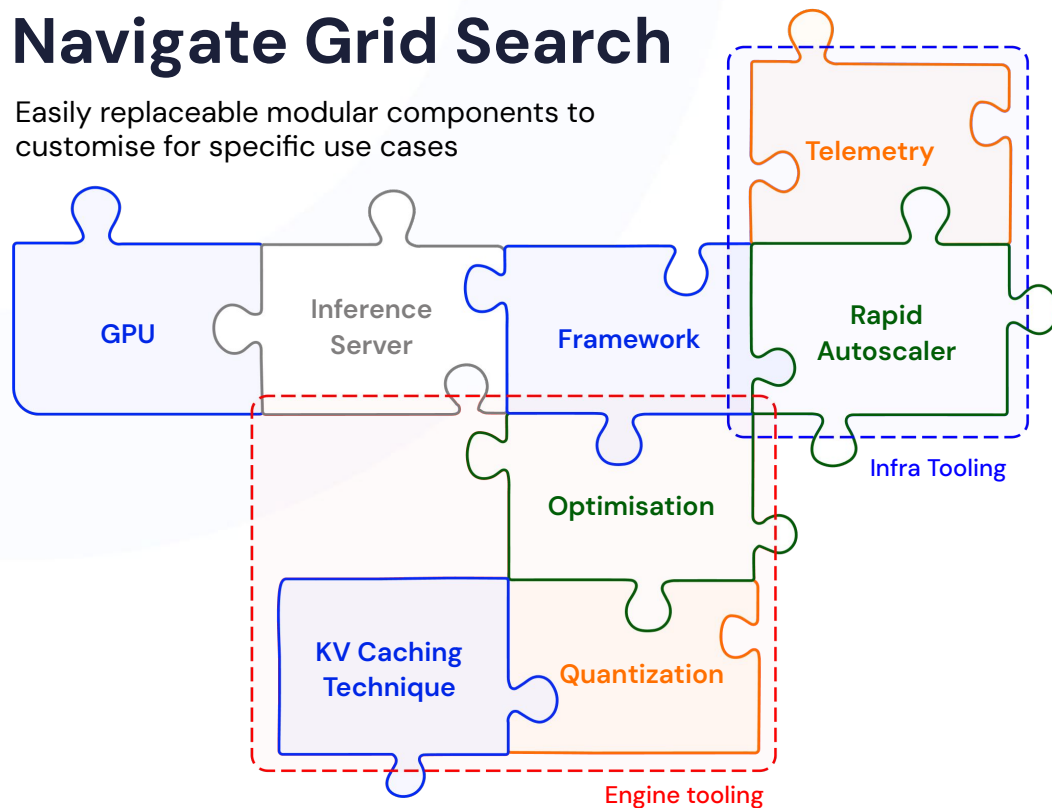 Navigate Grid Search
Easily replaceable modular components to
customise for specific use cases
Telemetry
GPU
Inference
Server
Framework
Rapid
Autoscaler
Infra Tooling
Optimisation
KV Caching
Technique
Quantization
Engine tooling